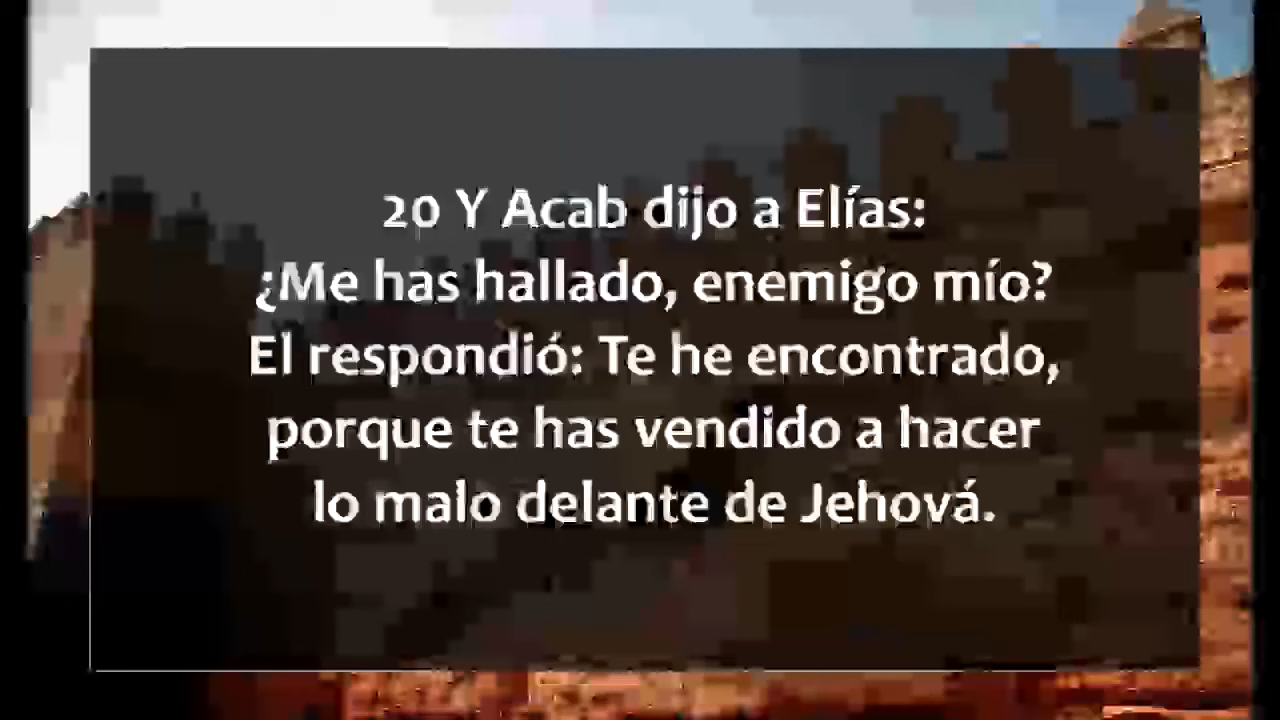 20 Y Acab dijo a Elías:
¿Me has hallado, enemigo mío?
El respondió: Te he encontrado,
porque te has vendido a hacer
lo malo delante de Jehová.